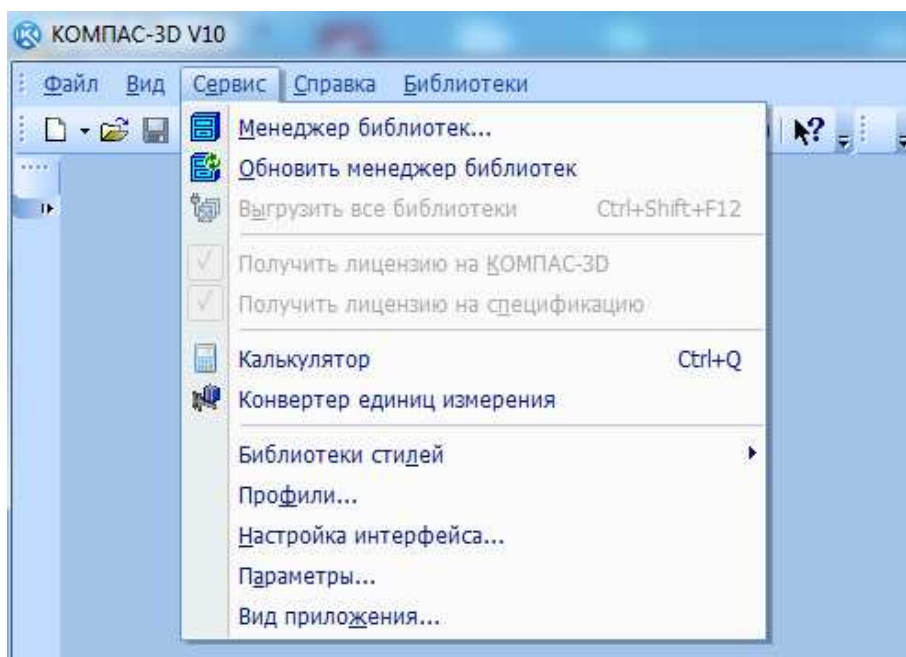 КОМПАС-3D V10
Файл Вид Сервис Справка Библиотеки
Менеджер библиотек...
Обновить менеджер библиотек
Выгрузить все библиотеки Ctrl+Shift+F12
Получить лицензию на КОМПАС-3D
Получить лицензию на спецификацию
Калькулятор Ctrl+Q
Конвертер единиц измерения
Библиотеки стилей
Профили...
Настройка интерфейса...
Параметры...
Вид приложения...